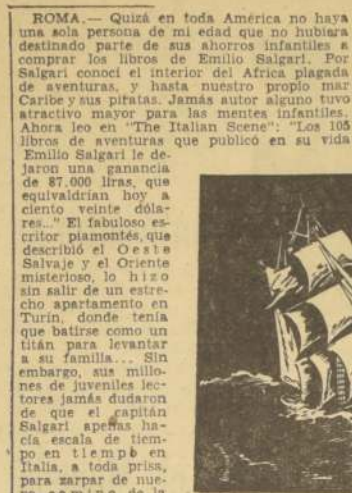 ROMA.— Quizá en toda América no haya
una sola persona de mi edad que no hubiera
destinado parte de sus ahorros infantiles a
comprar los libros de Emilio Salgari. Por
Salgari conocí el interior del Africa plagada
de aventuras, y hasta nuestro propio mar
Caribe y sus piratas. Jamás autor alguno tuvo
atractivo mayor para las mentes infantiles.
Ahora leo en "The Italian Scene": "Los 105
libros de aventuras que publicó en su vida
Emilio Salgari le de-
jaron una ganancia
de 87.000 liras, que
equivaldrían hoy a
ciento veinte dóla-
res..." El fabuloso es-
critor piamontés, que
describió el Oeste
Salvaje y el Oriente
misterioso, lo hizo
sin salir de un estre-
cho apartamento en
Turín, donde tenía
que batirse como un
titán para levantar
a su familia... Sin
embargo, sus millo-
nes de juveniles lec-
tores jamás dudaron
de que el capitán
Salgari apenas ha-
cía escala de tiem-
po en tiempo en
Italia, a toda prisa,
para zarpar de nue-